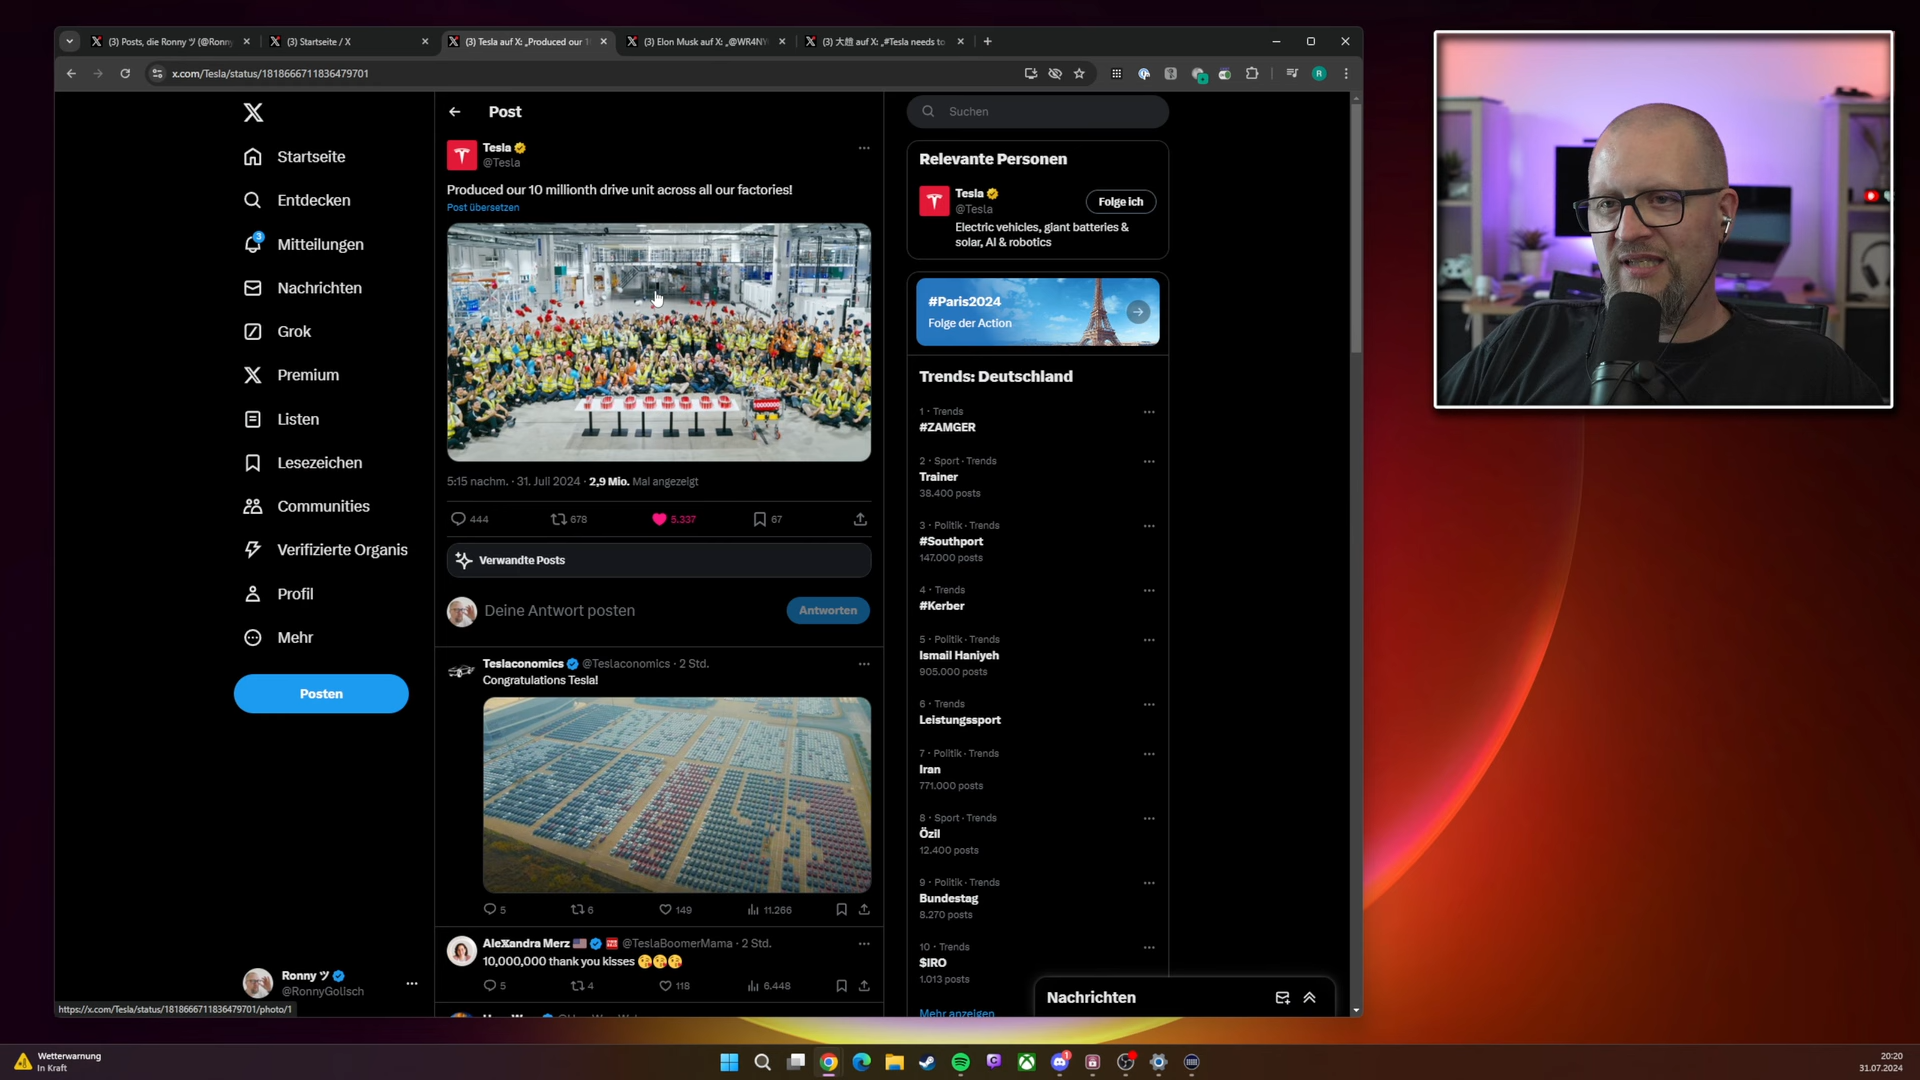 (3) Posts, die Ronny ツ (@Ronny
(3) Startseite / X
(3) Tesla auf X: „Produced our 1
(3) Elon Musk auf X: „@WR4NY
(3) 大趙 auf X: „#Tesla needs to
x.com/Tesla/status/1818666711836479701
R
Startseite
Entdecken
3
Mitteilungen
Nachrichten
Grok
Premium
Listen
Lesezeichen
Communities
Verifizierte Organis
Profil
Mehr
Posten
Ronny ツ
@RonnyGolisch
https://x.com/Tesla/status/1818666711836479701/photo/1
Post
Tesla
@Tesla
Produced our 10 millionth drive unit across all our factories!
Post übersetzen
5:15 nachm. · 31. Juli 2024 · 2,9 Mio. Mal angezeigt
444
678
5.337
67
Verwandte Posts
Deine Antwort posten
Antworten
Teslaconomics @Teslaconomics · 2 Std.
Congratulations Tesla!
5
6
149
11.266
AleXandra Merz @TeslaBoomerMama · 2 Std.
10,000,000 thank you kisses 😘😘😘
5
4
118
6.448
Suchen
Relevante Personen
Tesla
@Tesla
Folge ich
Electric vehicles, giant batteries &
solar, AI & robotics
#Paris2024
Folge der Action
Trends: Deutschland
1 · Trends
#ZAMGER
2 · Sport · Trends
Trainer
38.400 posts
3 · Politik · Trends
#Southport
147.000 posts
4 · Trends
#Kerber
5 · Politik · Trends
Ismail Haniyeh
905.000 posts
6 · Trends
Leistungssport
7 · Politik · Trends
Iran
771.000 posts
8 · Sport · Trends
Özil
12.400 posts
9 · Politik · Trends
Bundestag
8.270 posts
10 · Trends
$IRO
1.013 posts
Mehr anzeigen
Nachrichten
Wetterwarnung
In Kraft
1
20:20
31.07.2024